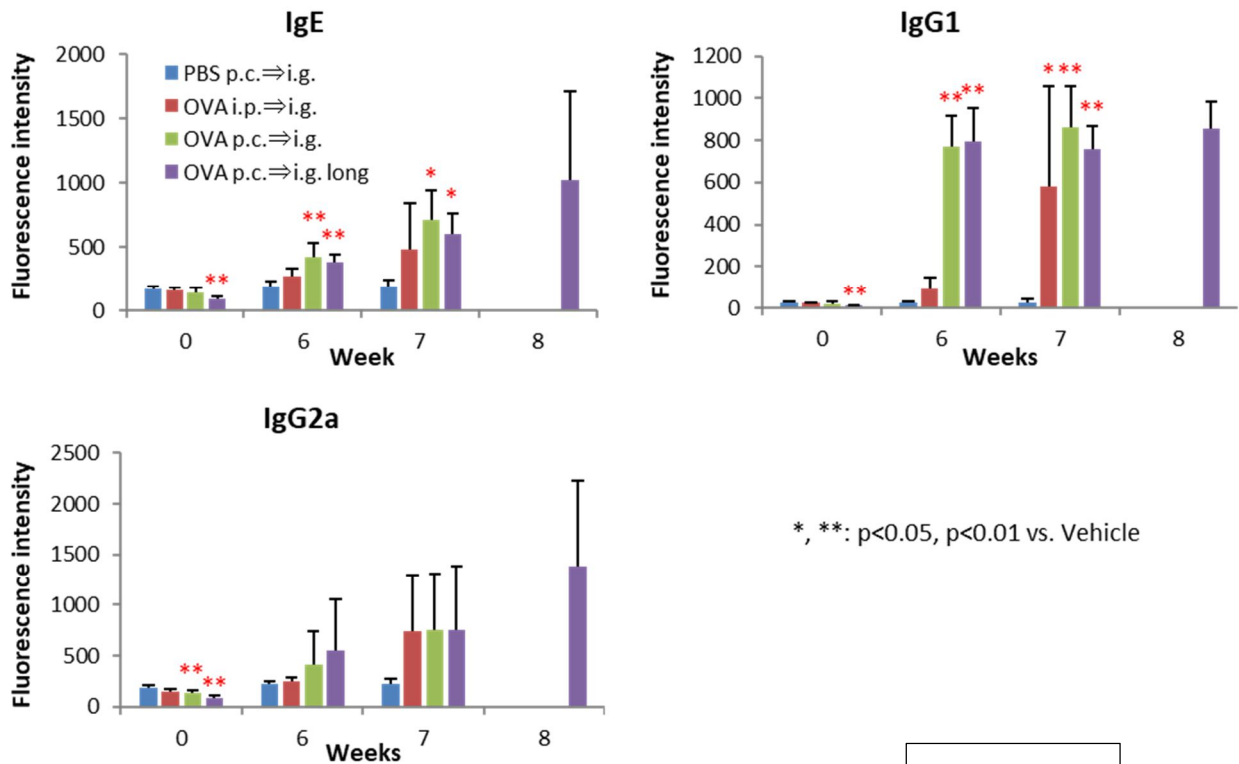 IgE
Fluorescence intensity
2000
1500
1000
500
0
PBS p.c.⇒i.g.
OVA i.p.⇒i.g.
OVA p.c.⇒i.g.
OVA p.c.⇒i.g. long
**
**
**
*
*
0 6 7 8
Week
IgG1
Fluorescence intensity
1200
1000
800
600
400
200
0
**
**
**
* **
**
0 6 7 8
Weeks
IgG2a
Fluorescence intensity
2500
2000
1500
1000
500
0
**
**
0 6 7 8
Weeks
*, **: p<0.05, p<0.01 vs. Vehicle